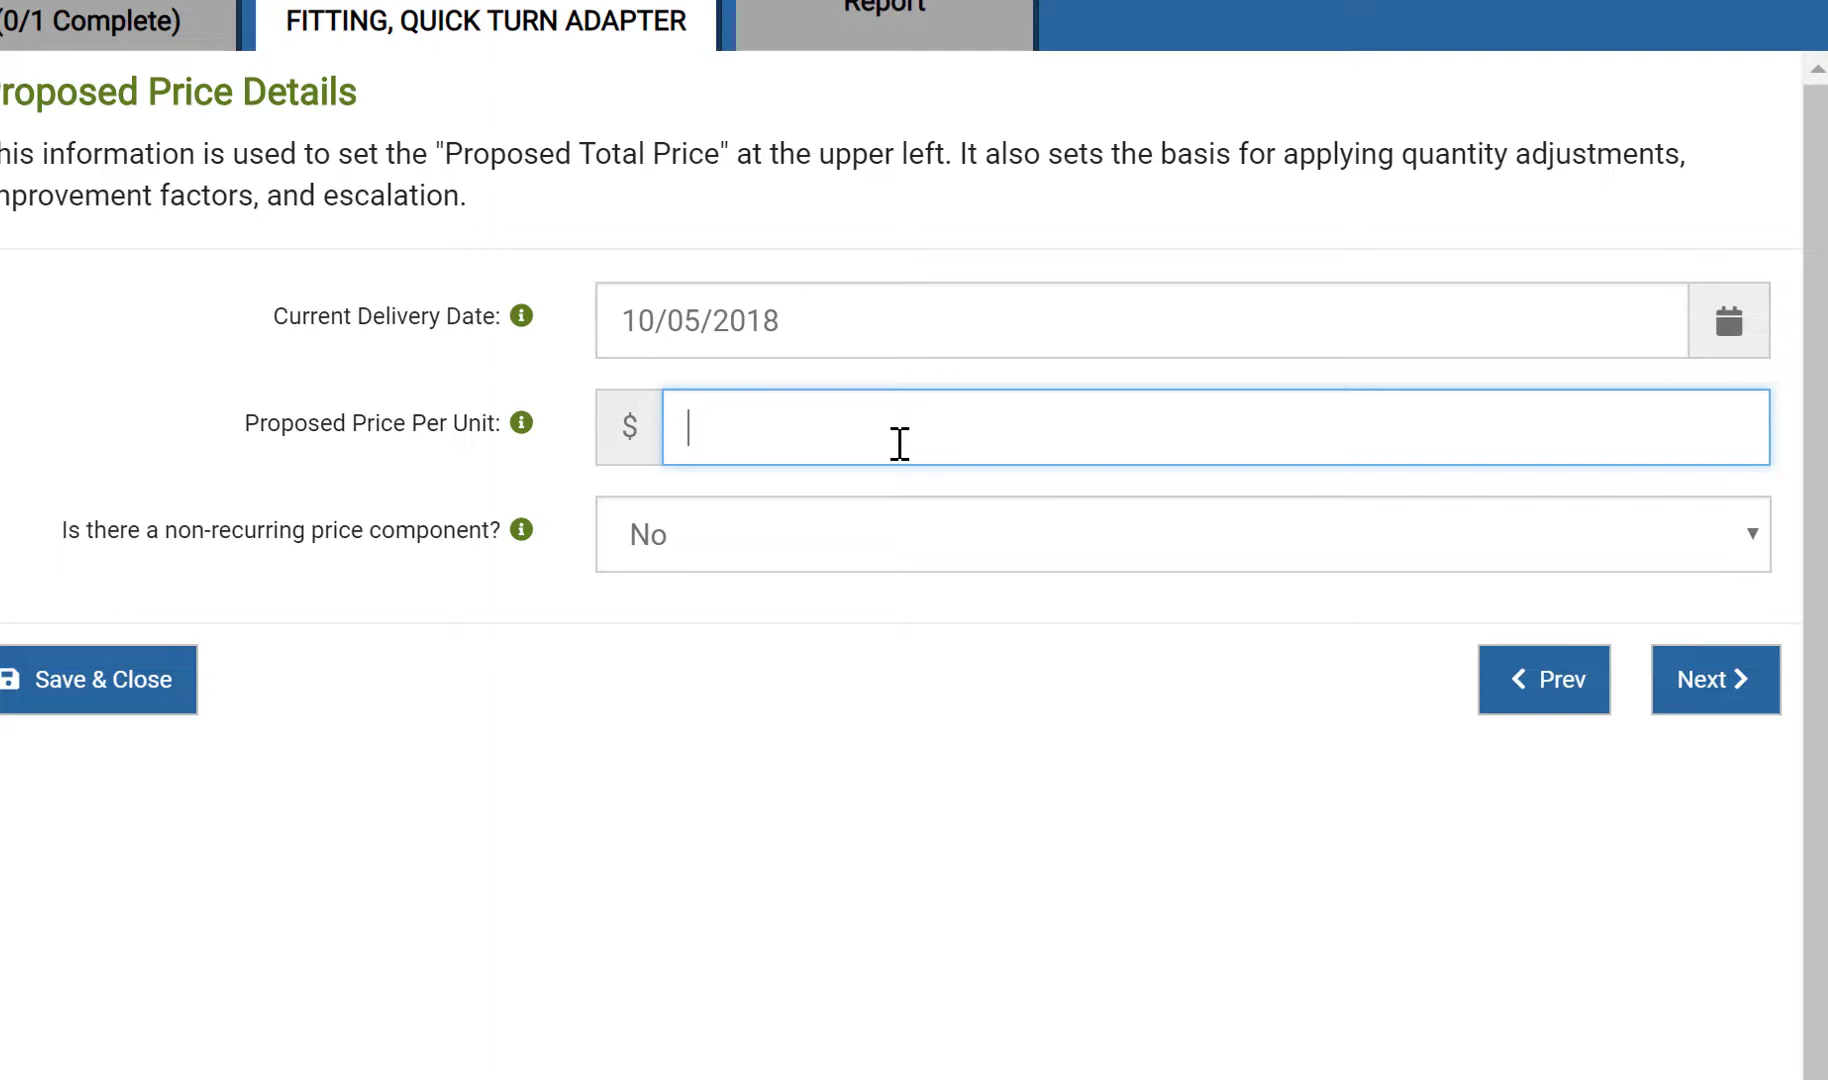 (0/1 Complete)
FITTING, QUICK TURN ADAPTER
Report
roposed Price Details
his information is used to set the "Proposed Total Price" at the upper left. It also sets the basis for applying quantity adjustments,
mprovement factors, and escalation.
Current Delivery Date:
10/05/2018
Proposed Price Per Unit:
$
Is there a non-recurring price component?
No
Save & Close
Prev
Next